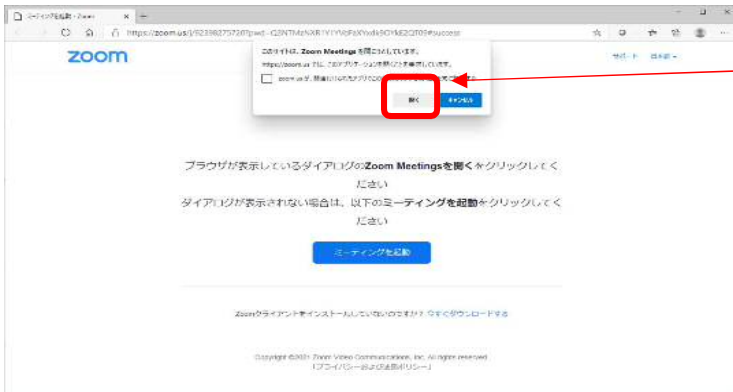 ミーティングを起動 - Zoom
zoom
サポート 日本語
このサイトは、Zoom Meetings を開こうとしています。
https://zoom.us では、このアプリケーションを開くことを要求しています。
開く キャンセル
ブラウザが表示しているダイアログのZoom Meetingsを開くをクリックしてく
ださい
ダイアログが表示されない場合は、以下のミーティングを起動をクリックしてく
ださい
ミーティングを起動
Zoomクライアントをインストールしていないのですか？ 今すぐダウンロードする
Copyright ©2021 Zoom Video Communications, Inc. All rights reserved.
プライバシーおよび法務ポリシー